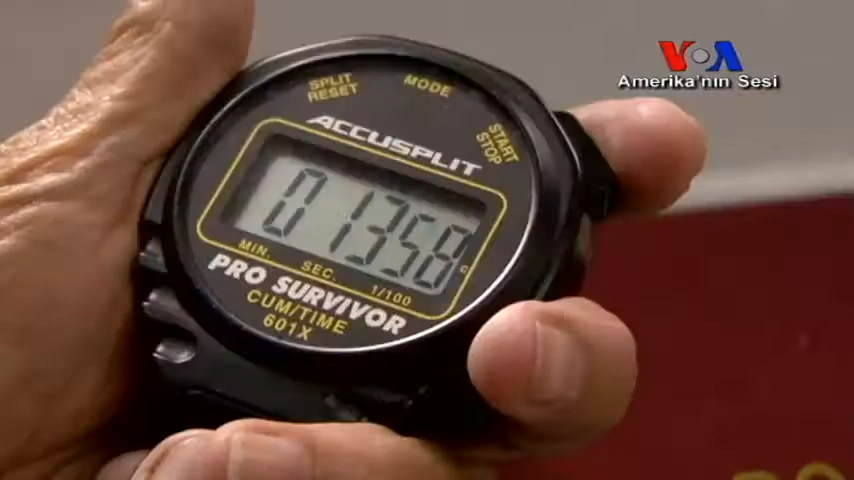 VOA
Amerika'nın Sesi
SPLIT
RESET
MODE
START
STOP
ACCUSPLIT
0 13 58
MIN. SEC. 1/100
PRO SURVIVOR
CUM/TIME
601X